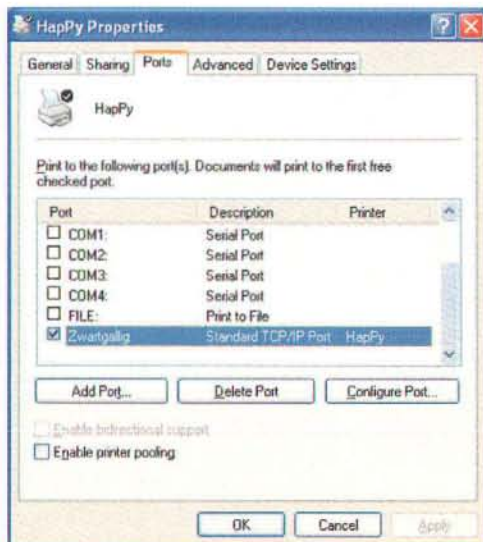 HapPy Properties
General Sharing Ports Advanced Device Settings
HapPy
Print to the following port(s). Documents will print to the first free
checked port.
Port Description Printer
COM1: Serial Port
COM2: Serial Port
COM3: Serial Port
COM4: Serial Port
FILE: Print to File
Zwartgallig Standard TCP/IP Port HapPy
Add Port... Delete Port Configure Port...
Enable bidirectional support
Enable printer pooling
OK Cancel Apply